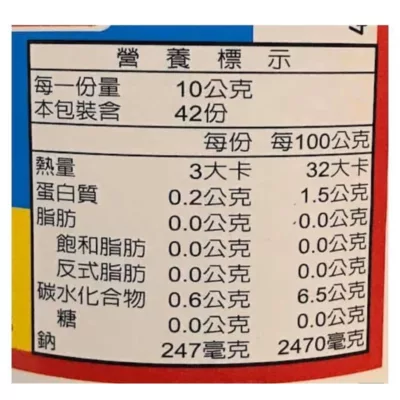 營養標示
每一份量 10公克
本包裝含 42份
每份 每100公克
熱量 3大卡 32大卡
蛋白質 0.2公克 1.5公克
脂肪 0.0公克 0.0公克
飽和脂肪 0.0公克 0.0公克
反式脂肪 0.0公克 0.0公克
碳水化合物 0.6公克 6.5公克
糖 0.0公克 0.0公克
鈉 247毫克 2470毫克